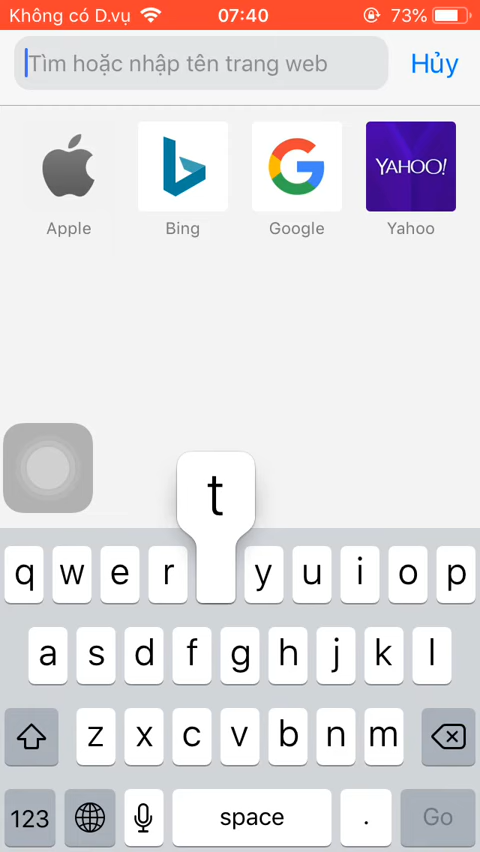 Không có D.vụ 07:40 73%
Tìm hoặc nhập tên trang web Hủy
YAHOO!
Apple Bing Google Yahoo
t
q w e r y u i o p
a s d f g h j k l
z x c v b n m
123 space . Go